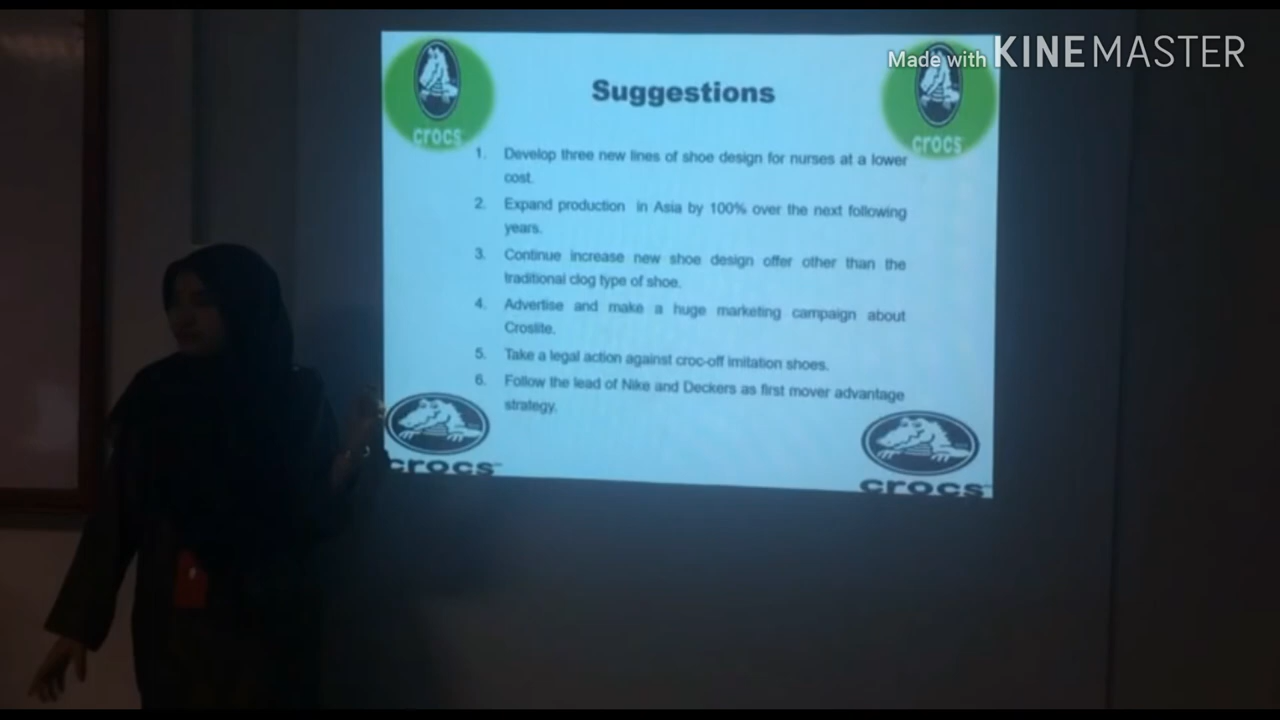 Made with KINEMASTER
crocs
crocs
Suggestions
1. Develop three new lines of shoe design for nurses at a lower
cost.
2. Expand production in Asia by 100% over the next following
years.
3. Continue increase new shoe design offer other than the
traditional clog type of shoe.
4. Advertise and make a huge marketing campaign about
Croslite.
5. Take a legal action against croc-off imitation shoes.
6. Follow the lead of Nike and Deckers as first mover advantage
strategy.
crocs™
crocs™